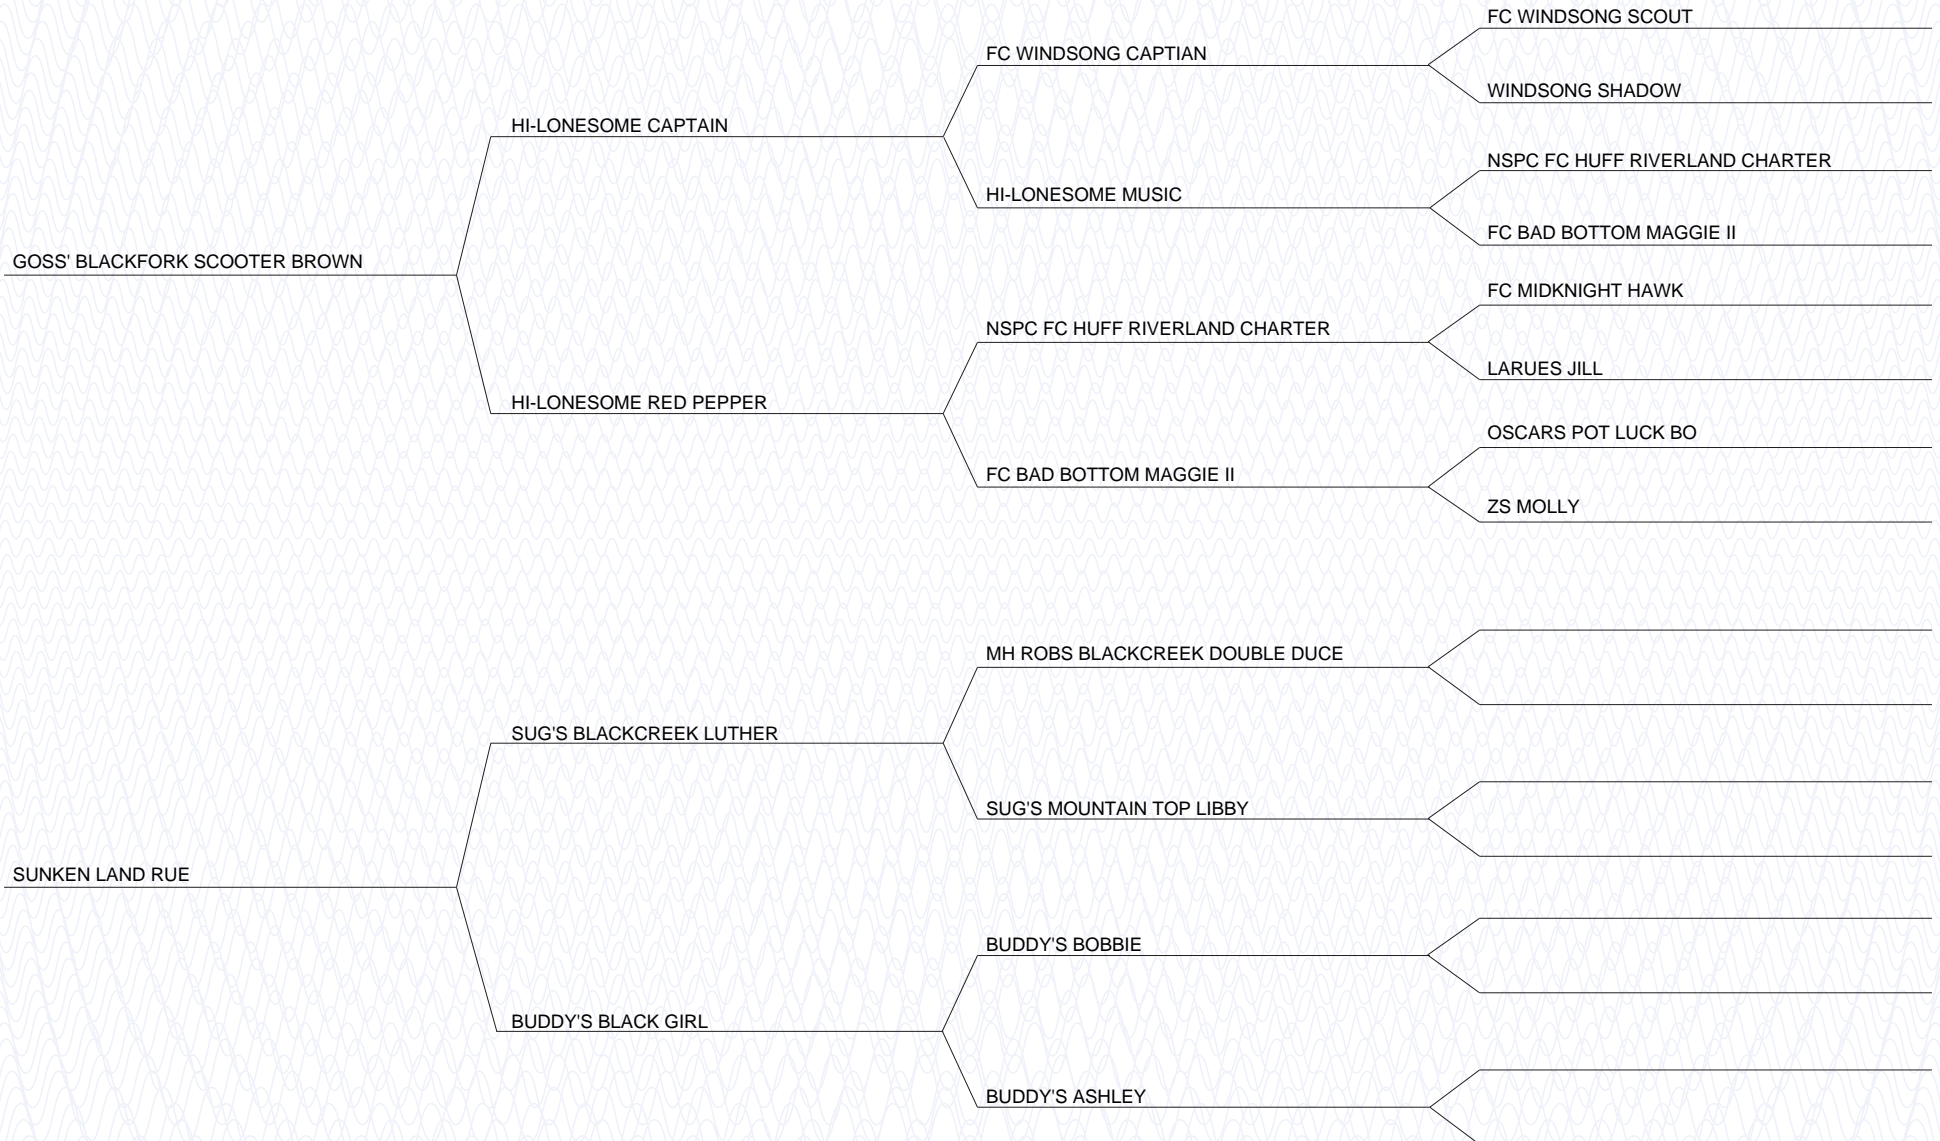 FC WINDSONG SCOUT
FC WINDSONG CAPTIAN
WINDSONG SHADOW
HI-LONESOME CAPTAIN
NSPC FC HUFF RIVERLAND CHARTER
HI-LONESOME MUSIC
FC BAD BOTTOM MAGGIE II
GOSS' BLACKFORK SCOOTER BROWN
FC MIDKNIGHT HAWK
NSPC FC HUFF RIVERLAND CHARTER
LARUES JILL
HI-LONESOME RED PEPPER
OSCARS POT LUCK BO
FC BAD BOTTOM MAGGIE II
ZS MOLLY
MH ROBS BLACKCREEK DOUBLE DUCE
SUG'S BLACKCREEK LUTHER
SUG'S MOUNTAIN TOP LIBBY
SUNKEN LAND RUE
BUDDY'S BOBBIE
BUDDY'S BLACK GIRL
BUDDY'S ASHLEY